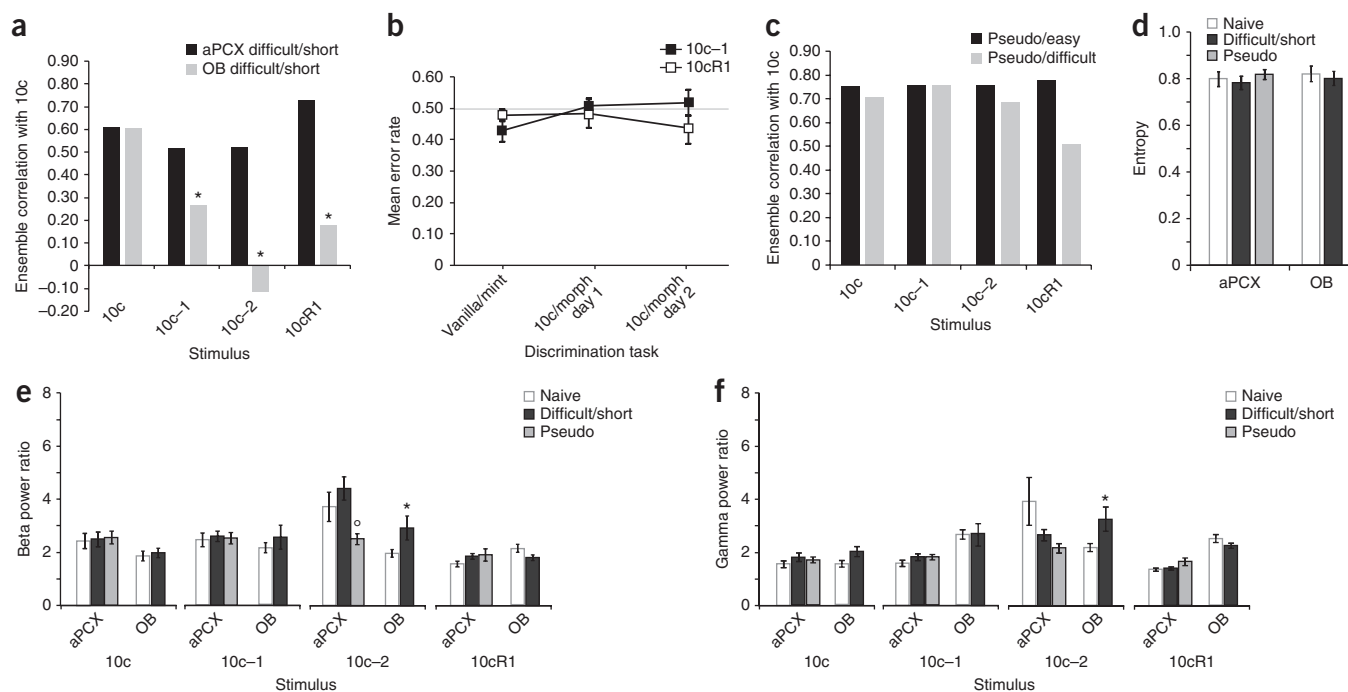 a
aPCX difficult/short
OB difficult/short
Ensemble correlation with 10c
0.90
0.80
0.70
0.60
0.50
0.40
0.30
0.20
0.10
0
–0.10
–0.20
*
*
*
10c
10c–1
10c–2
10cR1
Stimulus
b
10c–1
10cR1
Mean error rate
0.60
0.50
0.40
0.30
0.20
0.10
0
Vanilla/mint
10c/morph
day 1
10c/morph
day 2
Discrimination task
c
Pseudo/easy
Pseudo/difficult
Ensemble correlation with 10c
0.90
0.80
0.70
0.60
0.50
0.40
0.30
0.20
0.10
0
10c
10c–1
10c–2
10cR1
Stimulus
d
Naive
Difficult/short
Pseudo
Entropy
1.0
0.8
0.6
0.4
0.2
0
aPCX
OB
e
Naive
Difficult/short
Pseudo
Beta power ratio
8
6
4
2
0
*
aPCX
OB
aPCX
OB
aPCX
OB
aPCX
OB
10c
10c–1
10c–2
10cR1
Stimulus
f
Naive
Difficult/short
Pseudo
Gamma power ratio
8
6
4
2
0
*
aPCX
OB
aPCX
OB
aPCX
OB
aPCX
OB
10c
10c–1
10c–2
10cR1
Stimulus